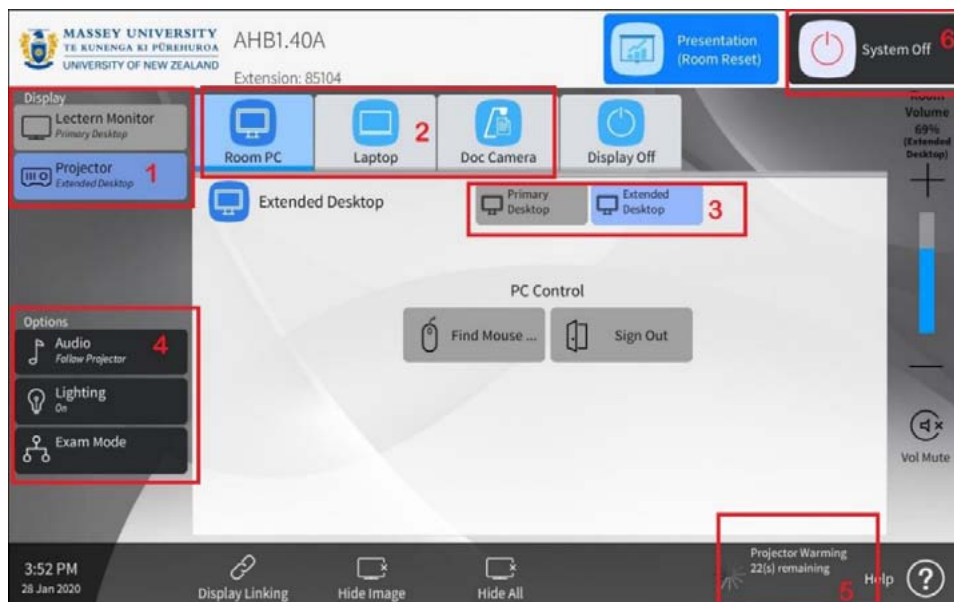 MASSEY UNIVERSITY
TE KUNENGA KI PŪREHUROA
UNIVERSITY OF NEW ZEALAND
AHB1.40A
Extension: 85104
Presentation
(Room Reset)
System Off
6
Display
Lectern Monitor
Primary Desktop
Projector
Extended Desktop
1
Room PC
Laptop
2
Doc Camera
Display Off
Room
Volume
69%
(Extended
Desktop)
Extended Desktop
Primary
Desktop
Extended
Desktop
3
PC Control
Find Mouse ...
Sign Out
Options
Audio
Follow Projector
4
Lighting
On
Exam Mode
Vol Mute
3:52 PM
28 Jan 2020
Display Linking
Hide Image
Hide All
Projector Warming
22(s) remaining
5
Help
?